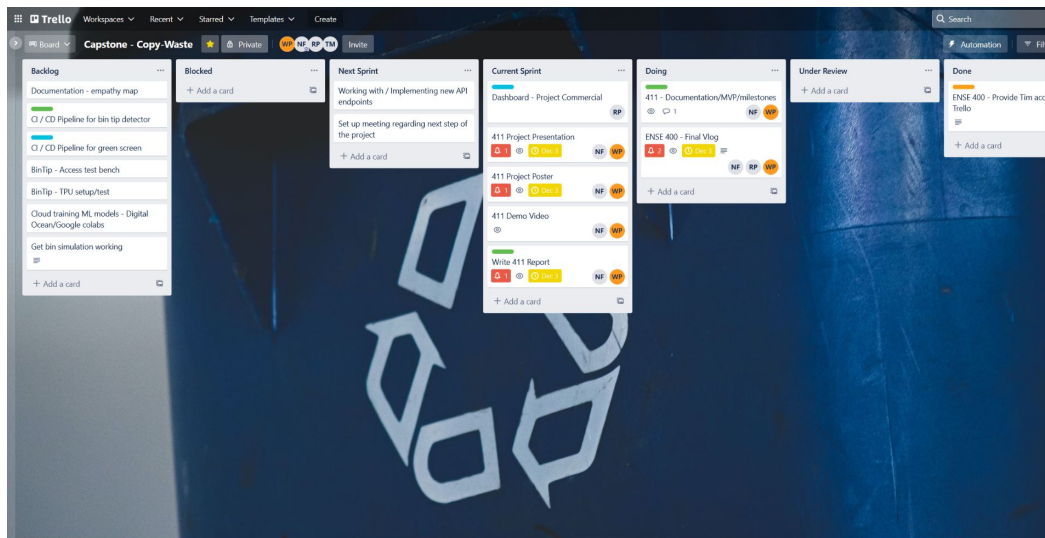 Trello Workspaces Recent Starred Templates Create Search
Board Capstone - Copy-Waste Private WP NF RP TM Invite Automation Filt
Backlog
Documentation - empathy map
CI / CD Pipeline for bin tip detector
CI / CD Pipeline for green screen
BinTip - Access test bench
BinTip - TPU setup/test
Cloud training ML models - Digital
Ocean/Google colabs
Get bin simulation working
+ Add a card
Blocked
+ Add a card
Next Sprint
Working with / Implementing new API
endpoints
Set up meeting regarding next step of
the project
+ Add a card
Current Sprint
Dashboard - Project Commercial
RP
411 Project Presentation
1 Dec 3 NF WP
411 Project Poster
1 Dec 3 NF WP
411 Demo Video
NF WP
Write 411 Report
1 Dec 3 NF WP
+ Add a card
Doing
411 - Documentation/MVP/milestones
1 NF WP
ENSE 400 - Final Vlog
2 Dec 3
NF RP WP
+ Add a card
Under Review
+ Add a card
Done
ENSE 400 - Provide Tim acc
Trello
+ Add a card